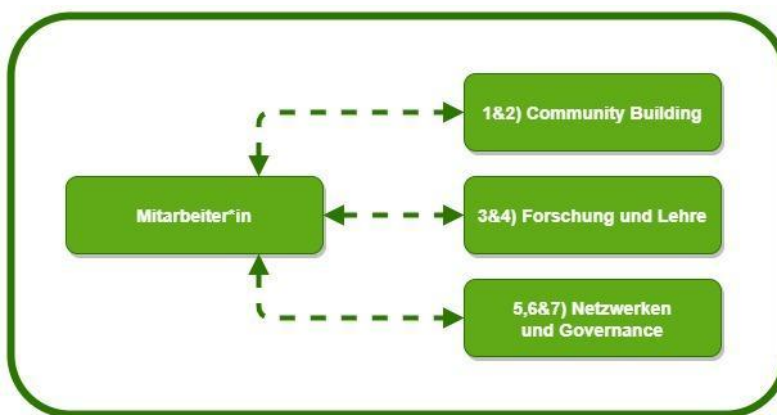 1&2) Community Building
Mitarbeiter*in
3&4) Forschung und Lehre
5,6&7) Netzwerken
und Governance